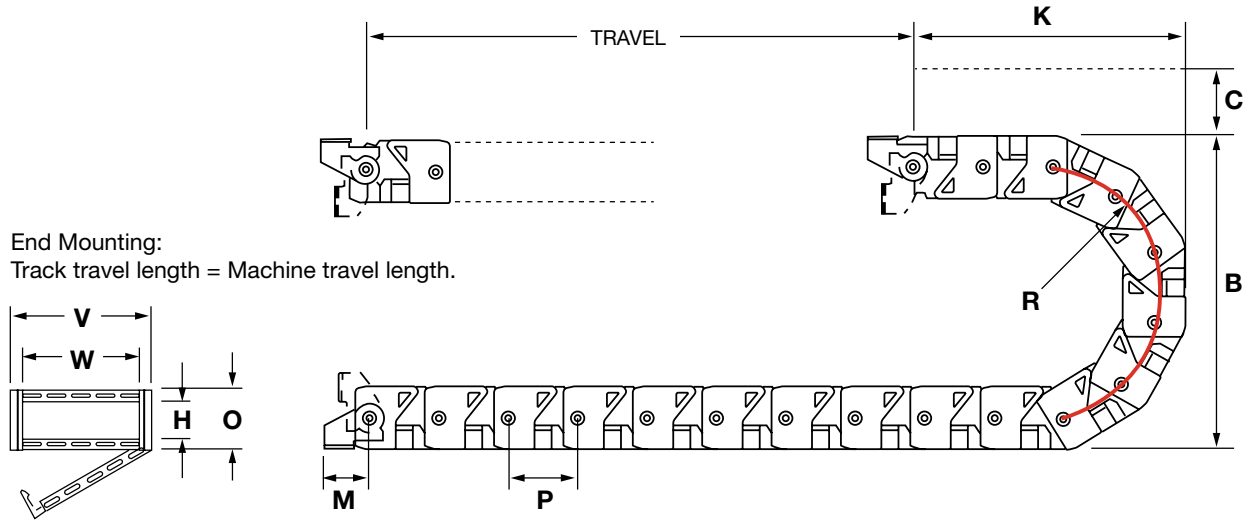 K
TRAVEL
C
End Mounting:
Track travel length = Machine travel length.
R
B
V
W
H
O
M
P